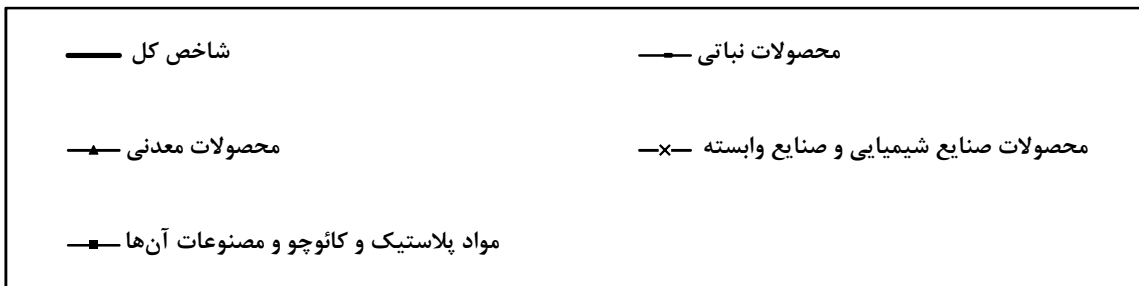 شاخص کل
محصولات نباتی
محصولات معدنی
محصولات صنایع شیمیایی و صنایع وابسته
مواد پلاستیک و کائوچو و مصنوعات آن‌ها